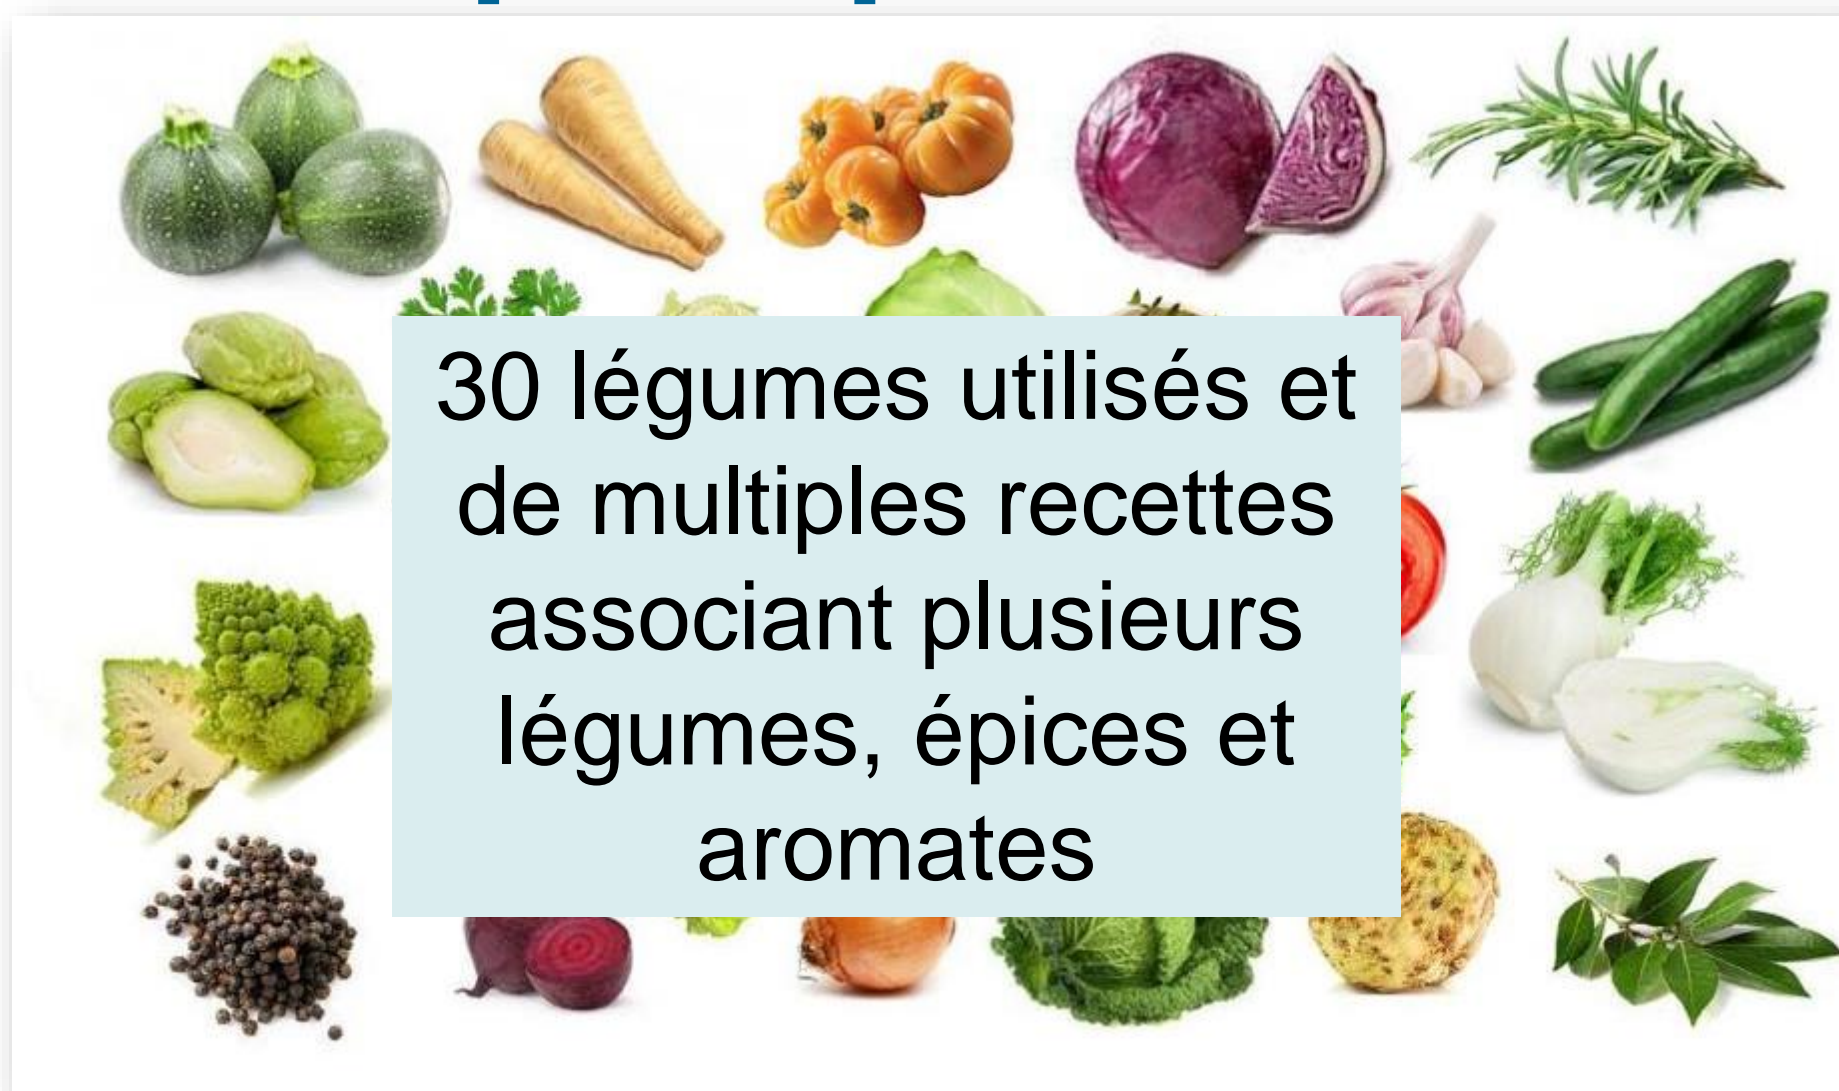 30 légumes utilisés et
de multiples recettes
associant plusieurs
légumes, épices et
aromates